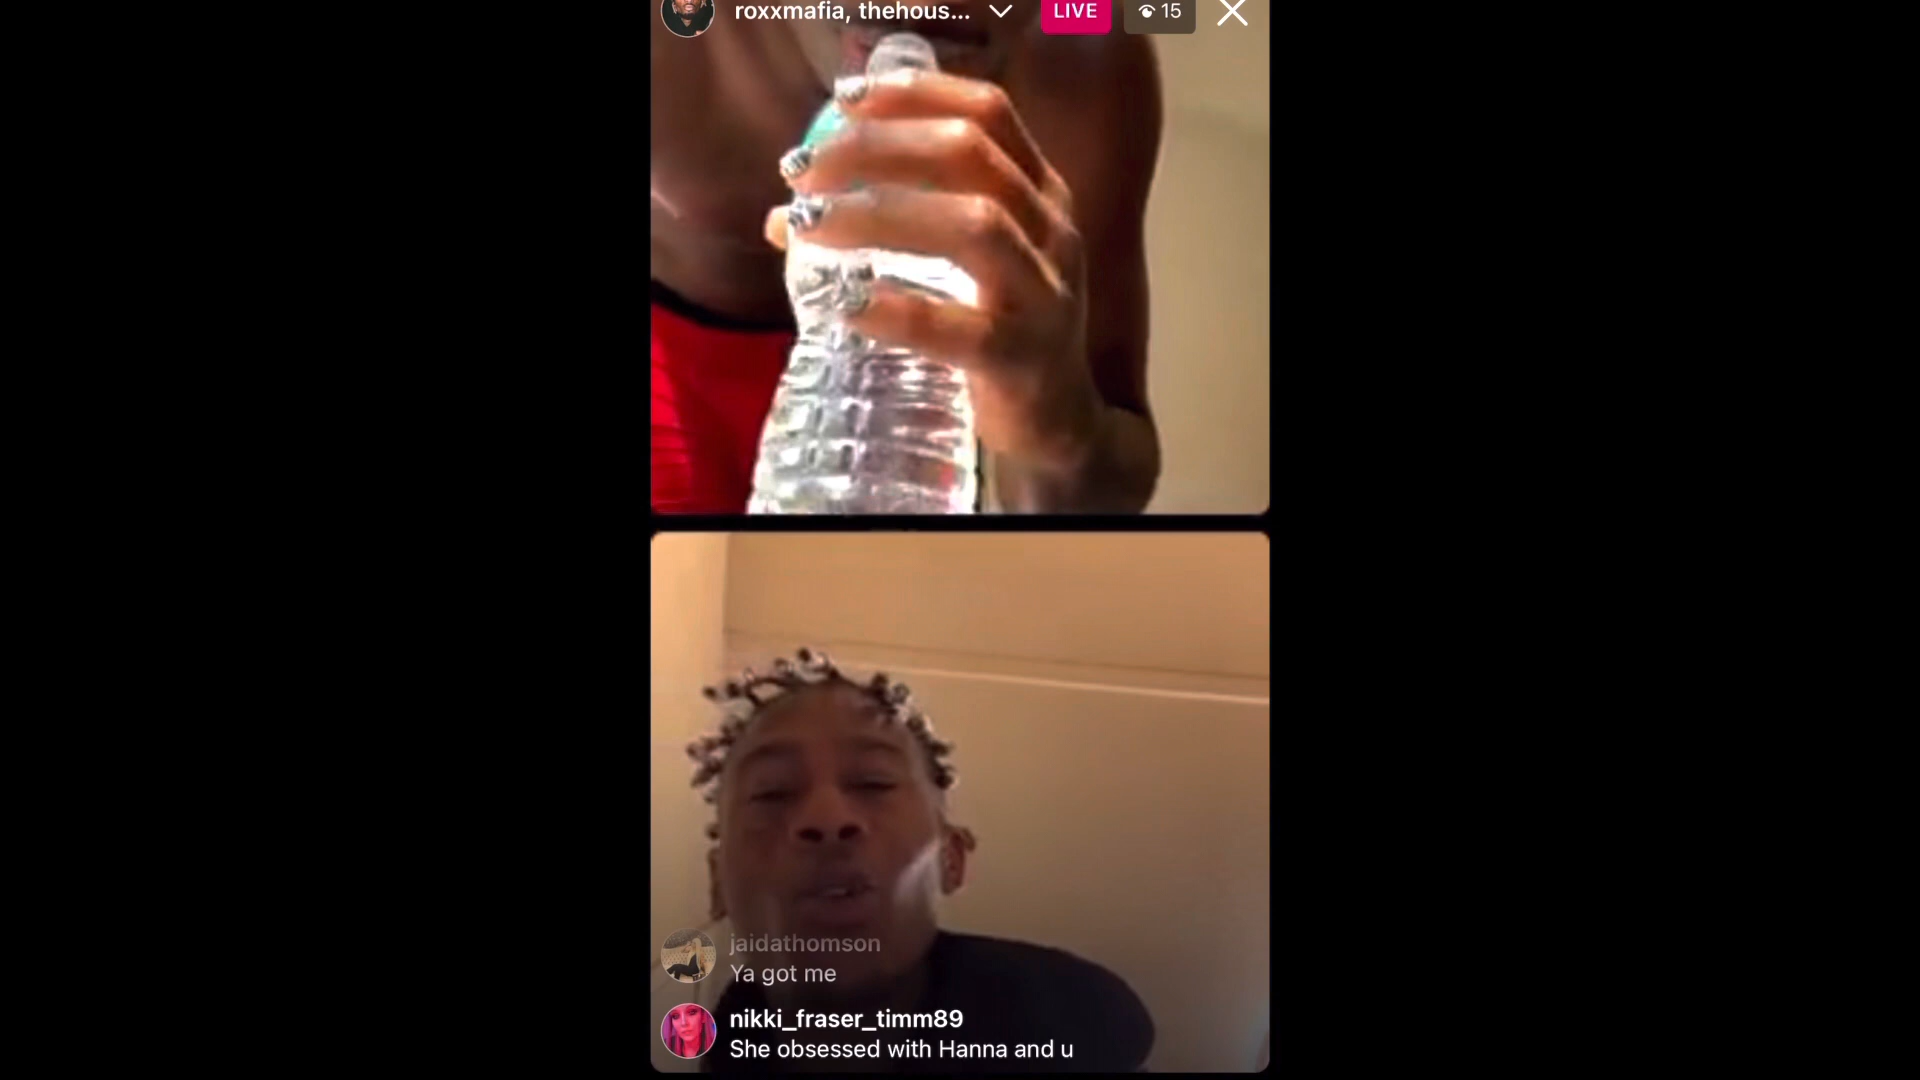 roxxmafia, thehous... LIVE 15
jaidathomson
Ya got me
nikki_fraser_timm89
She obsessed with Hanna and u